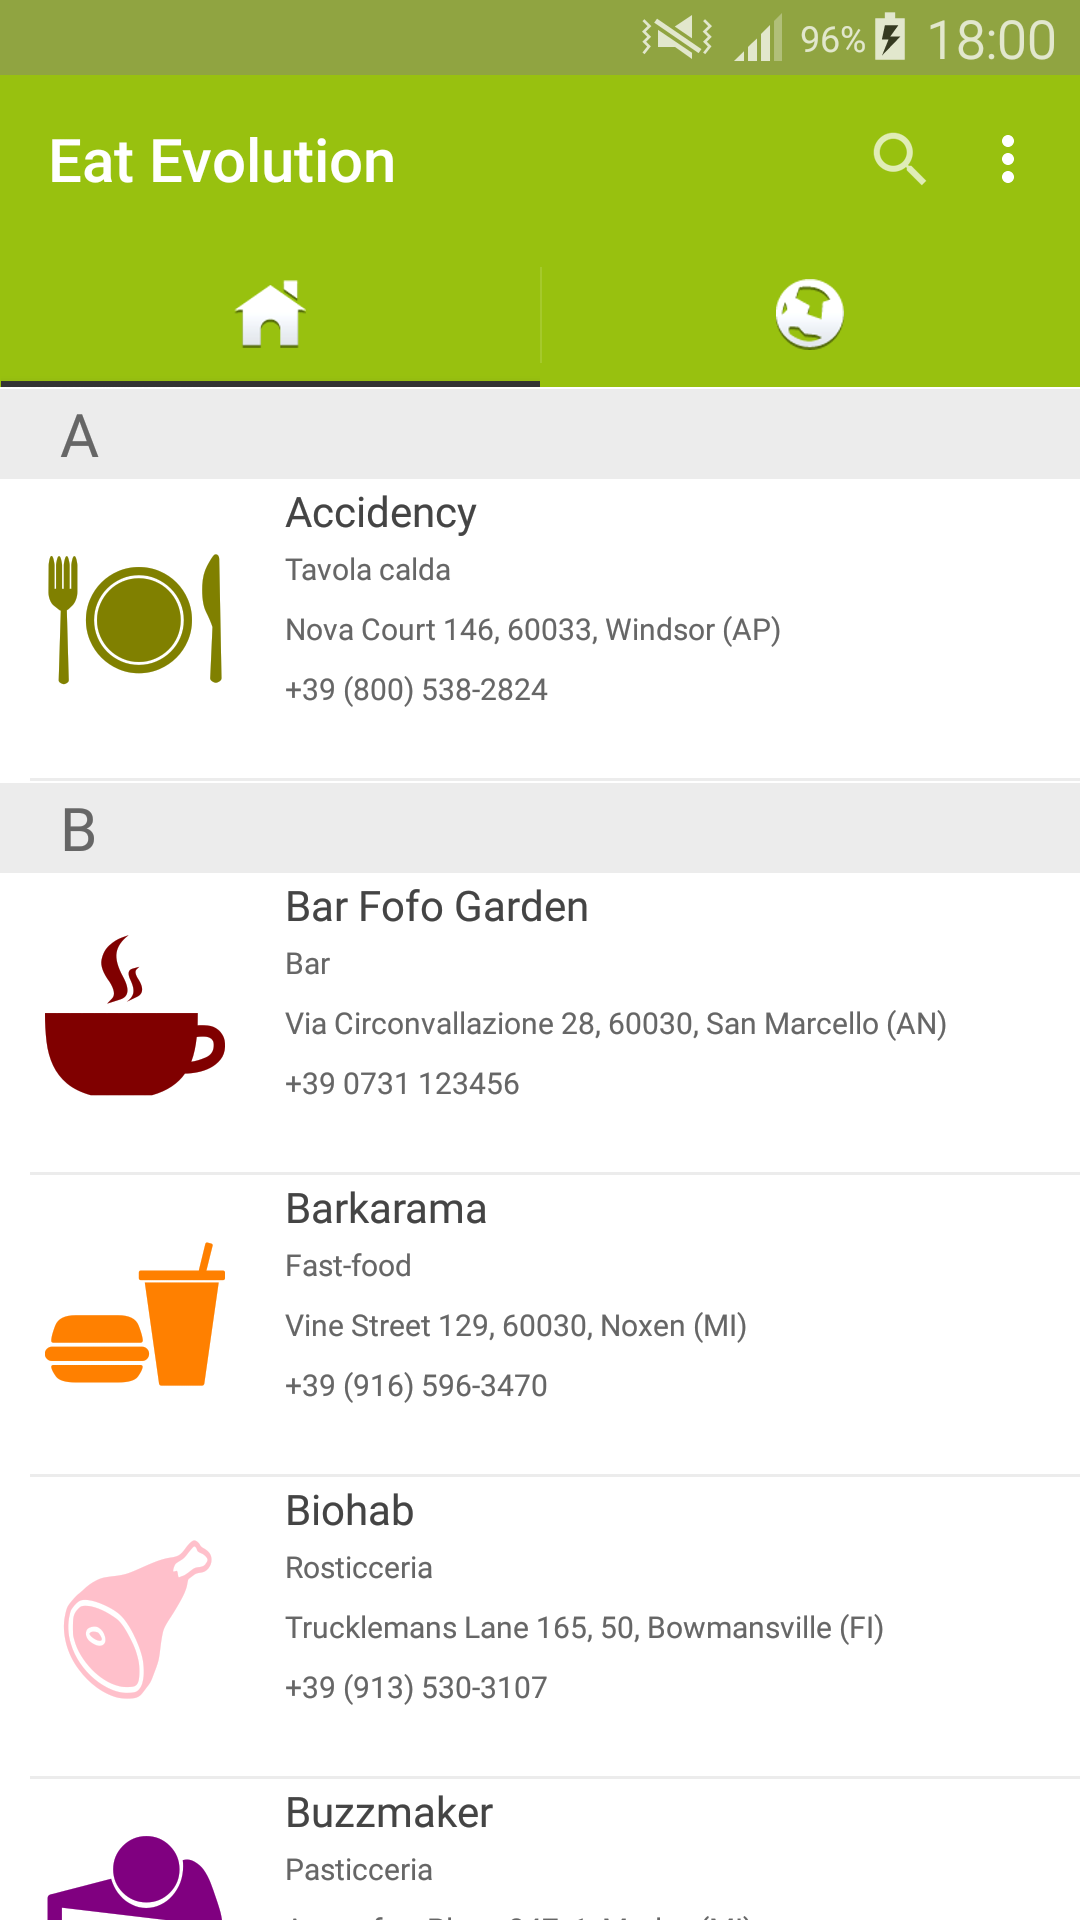 96% 18:00
Eat Evolution
A
Accidency
Tavola calda
Nova Court 146, 60033, Windsor (AP)
+39 (800) 538-2824
B
Bar Fofo Garden
Bar
Via Circonvallazione 28, 60030, San Marcello (AN)
+39 0731 123456
Barkarama
Fast-food
Vine Street 129, 60030, Noxen (MI)
+39 (916) 596-3470
Biohab
Rosticceria
Trucklemans Lane 165, 50, Bowmansville (FI)
+39 (913) 530-3107
Buzzmaker
Pasticceria